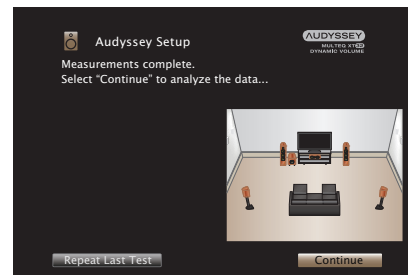 Audyssey Setup
AUDYSSEY
MULTEQ XT32
DYNAMIC VOLUME
Measurements complete.
Select “Continue” to analyze the data...
Repeat Last Test
Continue